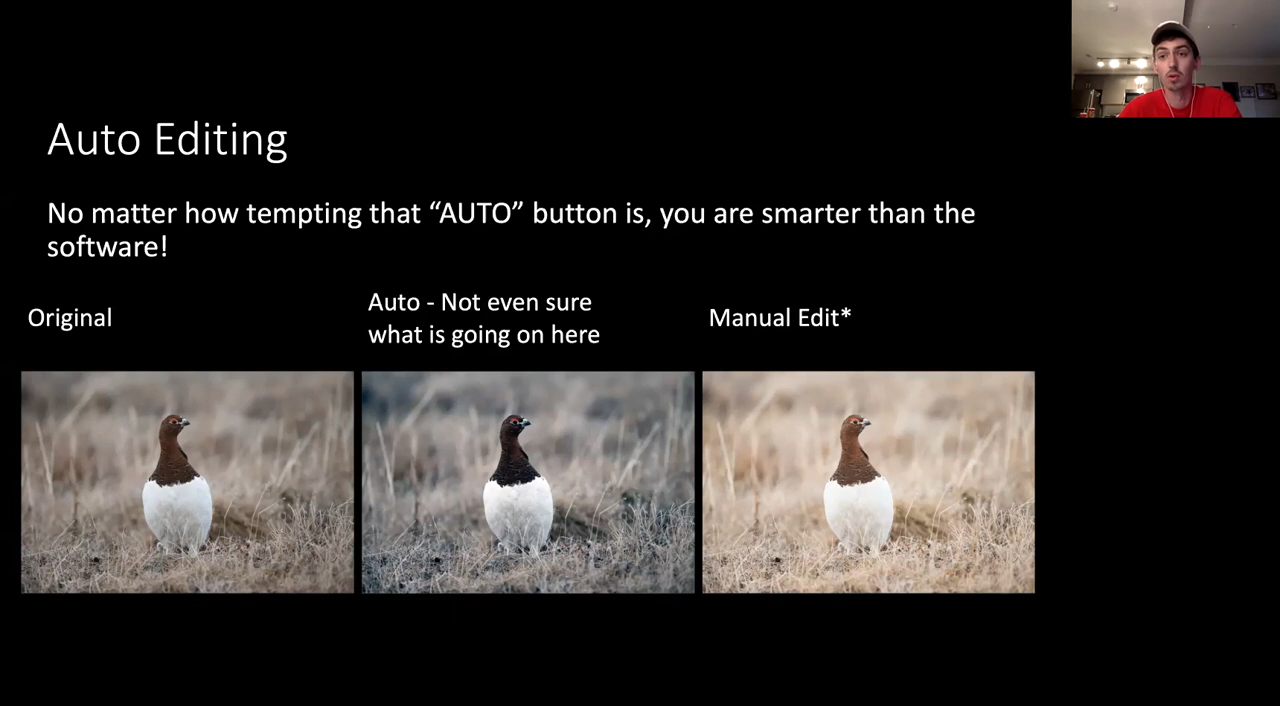 Auto Editing
No matter how tempting that “AUTO” button is, you are smarter than the
software!
Original
Auto - Not even sure
what is going on here
Manual Edit*